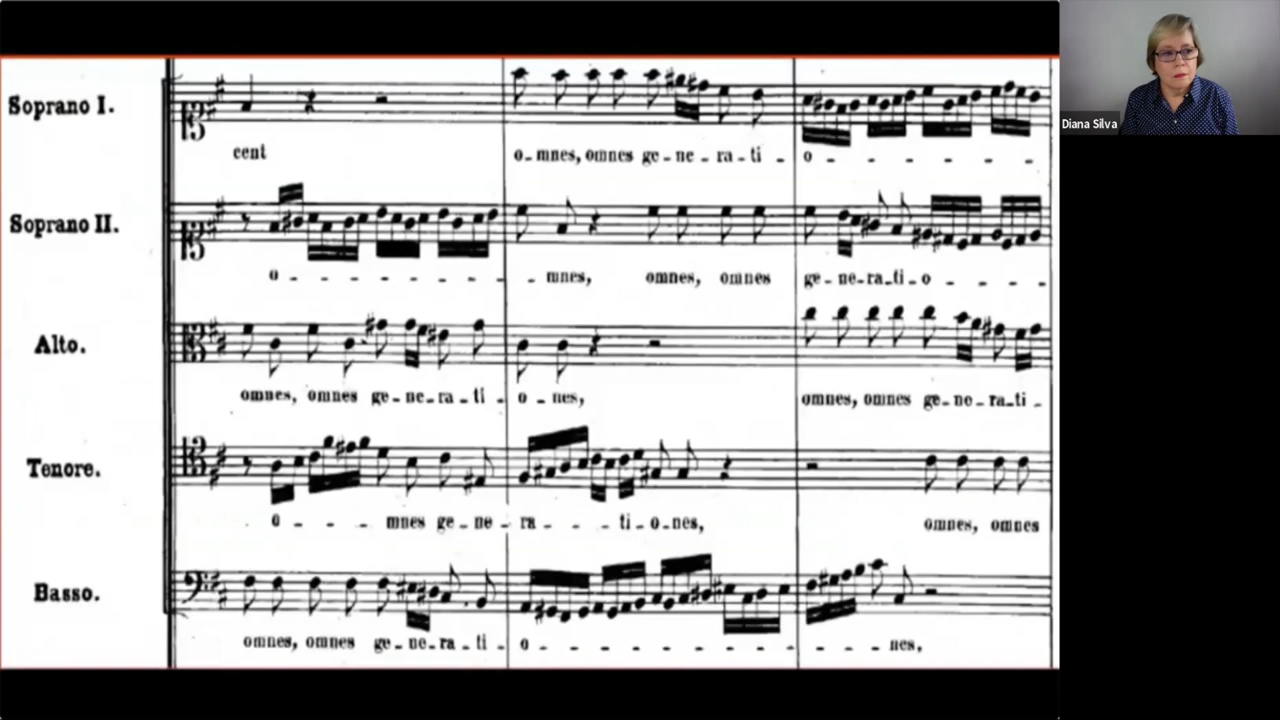 Diana Silva
Soprano I.
cent o-mnes, omnes ge-ne-ra-ti-o - - - - -
Soprano II.
o - - - - - - - mnes, omnes, omnes ge-ne-ra-ti-o - - - -
Alto.
omnes, omnes ge-ne-ra-ti-o-nes, omnes, omnes ge-ne-ra-ti-
Tenore.
o - - - mnes ge-ne-ra - - - ti-o-nes, omnes, omnes
Basso.
omnes, omnes ge-ne-ra-ti-o - - - - - - - - - - nes,